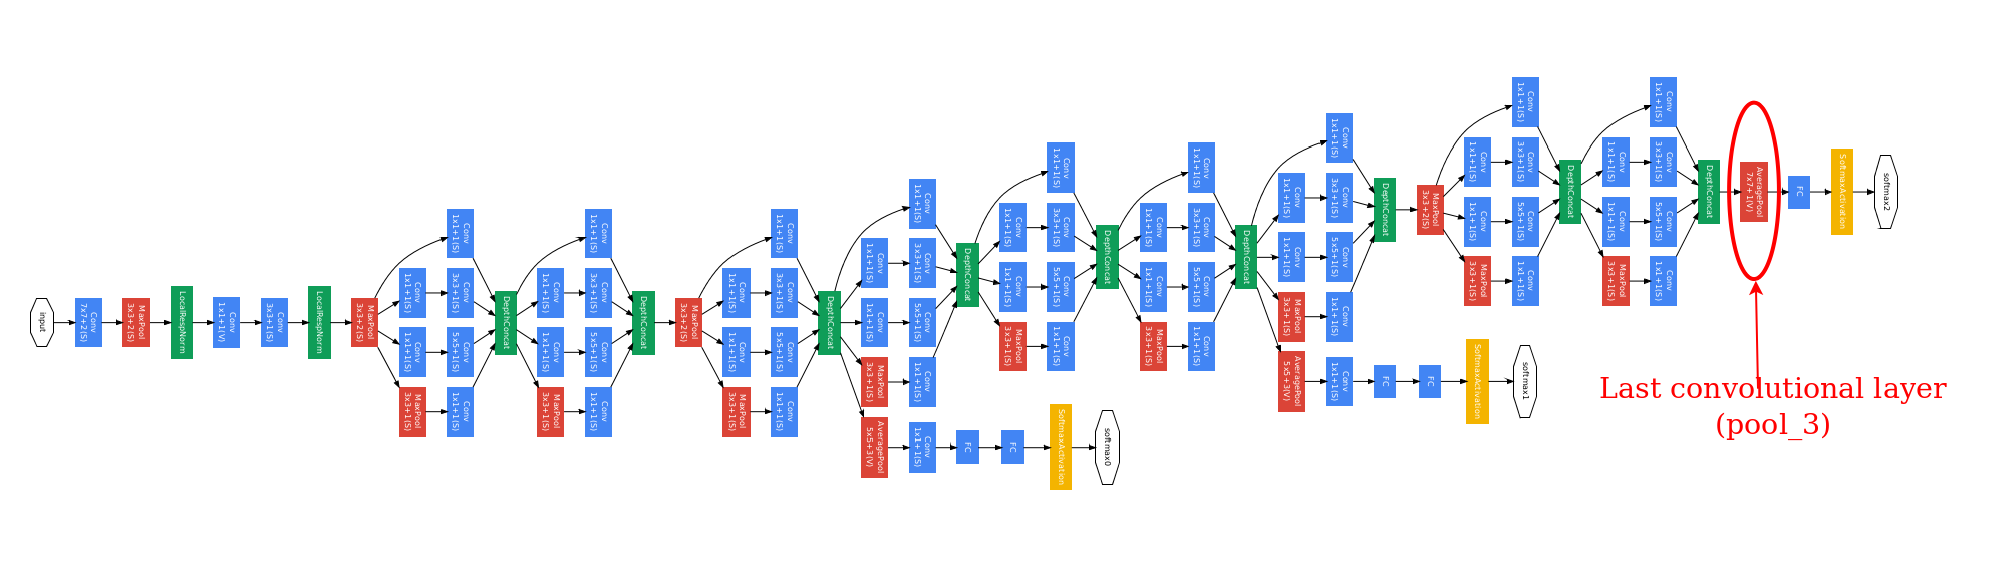 input
Conv
7x7+2(S)
MaxPool
3x3+2(S)
LocalRespNorm
Conv
1x1+1(V)
Conv
3x3+1(S)
LocalRespNorm
MaxPool
3x3+2(S)
Conv
1x1+1(S)
Conv
1x1+1(S)
MaxPool
3x3+1(S)
Conv
1x1+1(S)
Conv
3x3+1(S)
Conv
5x5+1(S)
Conv
1x1+1(S)
DepthConcat
Conv
1x1+1(S)
Conv
1x1+1(S)
MaxPool
3x3+1(S)
Conv
1x1+1(S)
Conv
3x3+1(S)
Conv
5x5+1(S)
Conv
1x1+1(S)
DepthConcat
MaxPool
3x3+2(S)
Conv
1x1+1(S)
Conv
1x1+1(S)
MaxPool
3x3+1(S)
Conv
1x1+1(S)
Conv
3x3+1(S)
Conv
5x5+1(S)
Conv
1x1+1(S)
DepthConcat
Conv
1x1+1(S)
Conv
1x1+1(S)
MaxPool
3x3+1(S)
AveragePool
5x5+3(V)
Conv
1x1+1(S)
Conv
3x3+1(S)
Conv
5x5+1(S)
Conv
1x1+1(S)
Conv
1x1+1(S)
DepthConcat
FC
FC
Conv
1x1+1(S)
Conv
1x1+1(S)
MaxPool
3x3+1(S)
Conv
1x1+1(S)
Conv
3x3+1(S)
Conv
5x5+1(S)
Conv
1x1+1(S)
SoftmaxActivation
DepthConcat
softmax0
Conv
1x1+1(S)
Conv
1x1+1(S)
MaxPool
3x3+1(S)
Conv
1x1+1(S)
Conv
3x3+1(S)
Conv
5x5+1(S)
Conv
1x1+1(S)
DepthConcat
Conv
1x1+1(S)
Conv
1x1+1(S)
MaxPool
3x3+1(S)
AveragePool
5x5+3(V)
Conv
1x1+1(S)
Conv
3x3+1(S)
Conv
5x5+1(S)
Conv
1x1+1(S)
Conv
1x1+1(S)
DepthConcat
FC
FC
MaxPool
3x3+2(S)
SoftmaxActivation
softmax1
Conv
1x1+1(S)
Conv
1x1+1(S)
MaxPool
3x3+1(S)
Conv
1x1+1(S)
Conv
3x3+1(S)
Conv
5x5+1(S)
Conv
1x1+1(S)
DepthConcat
Conv
1x1+1(S)
Conv
1x1+1(S)
MaxPool
3x3+1(S)
Conv
1x1+1(S)
Conv
3x3+1(S)
Conv
5x5+1(S)
Conv
1x1+1(S)
DepthConcat
AveragePool
7x7+1(V)
FC
SoftmaxActivation
softmax2
Last convolutional layer
(pool_3)